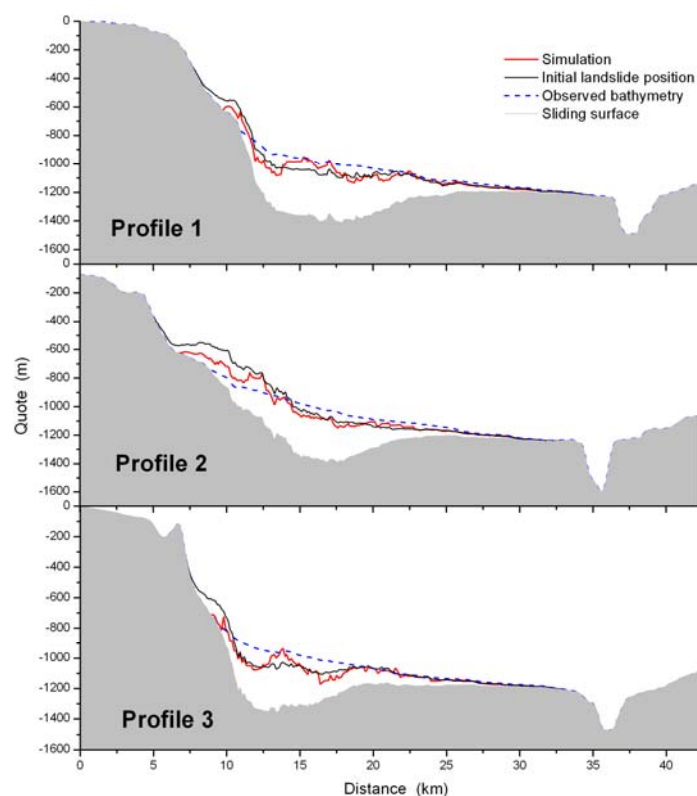 0
-200
-400
-600
-800
-1000
-1200
-1400
-1600
Simulation
Initial landslide position
Observed bathymetry
Sliding surface
Profile 1
0
-200
-400
-600
-800
-1000
-1200
-1400
-1600
Quote (m)
Profile 2
0
-200
-400
-600
-800
-1000
-1200
-1400
-1600
Profile 3
0 5 10 15 20 25 30 35 40
Distance (km)